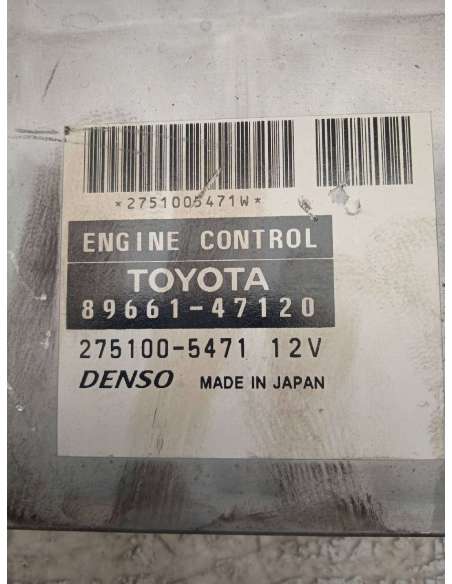 *2751005471W*
ENGINE CONTROL
TOYOTA
89661-47120
275100-5471 12V
DENSO MADE IN JAPAN